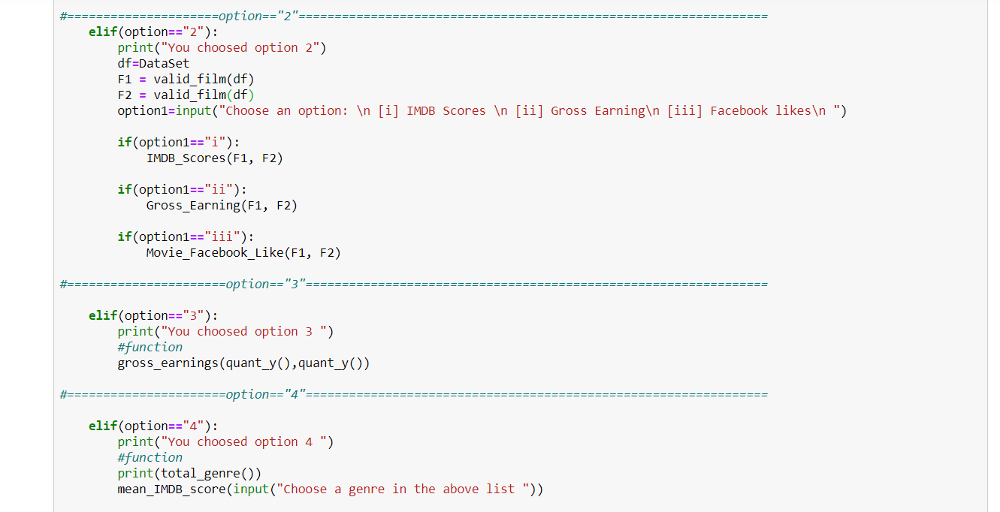 #=====================option=="2"=================================================================
elif(option=="2"):
print("You choosed option 2")
df=DataSet
F1 = valid_film(df)
F2 = valid_film(df)
option1=input("Choose an option: \n [i] IMDB Scores \n [ii] Gross Earning\n [iii] Facebook likes\n ")
if(option1=="i"):
IMDB_Scores(F1, F2)
if(option1=="ii"):
Gross_Earning(F1, F2)
if(option1=="iii"):
Movie_Facebook_Like(F1, F2)
#======================option=="3"================================================================
elif(option=="3"):
print("You choosed option 3 ")
#function
gross_earnings(quant_y(),quant_y())
#======================option=="4"================================================================
elif(option=="4"):
print("You choosed option 4 ")
#function
print(total_genre())
mean_IMDB_score(input("Choose a genre in the above list "))